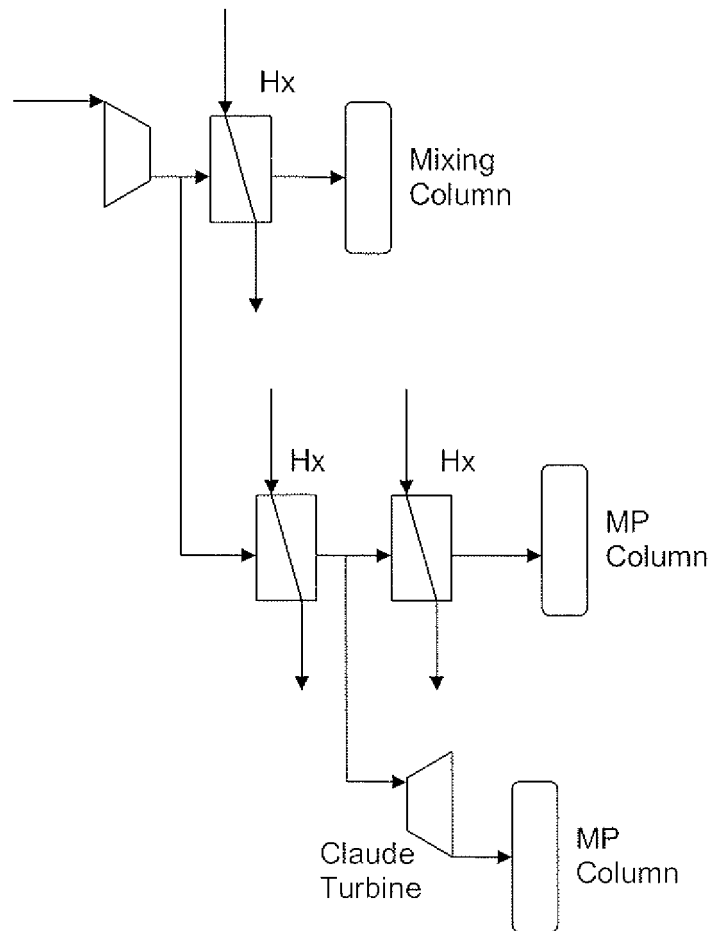 Hx
Mixing
Column
Hx
Hx
MP
Column
Claude
Turbine
MP
Column